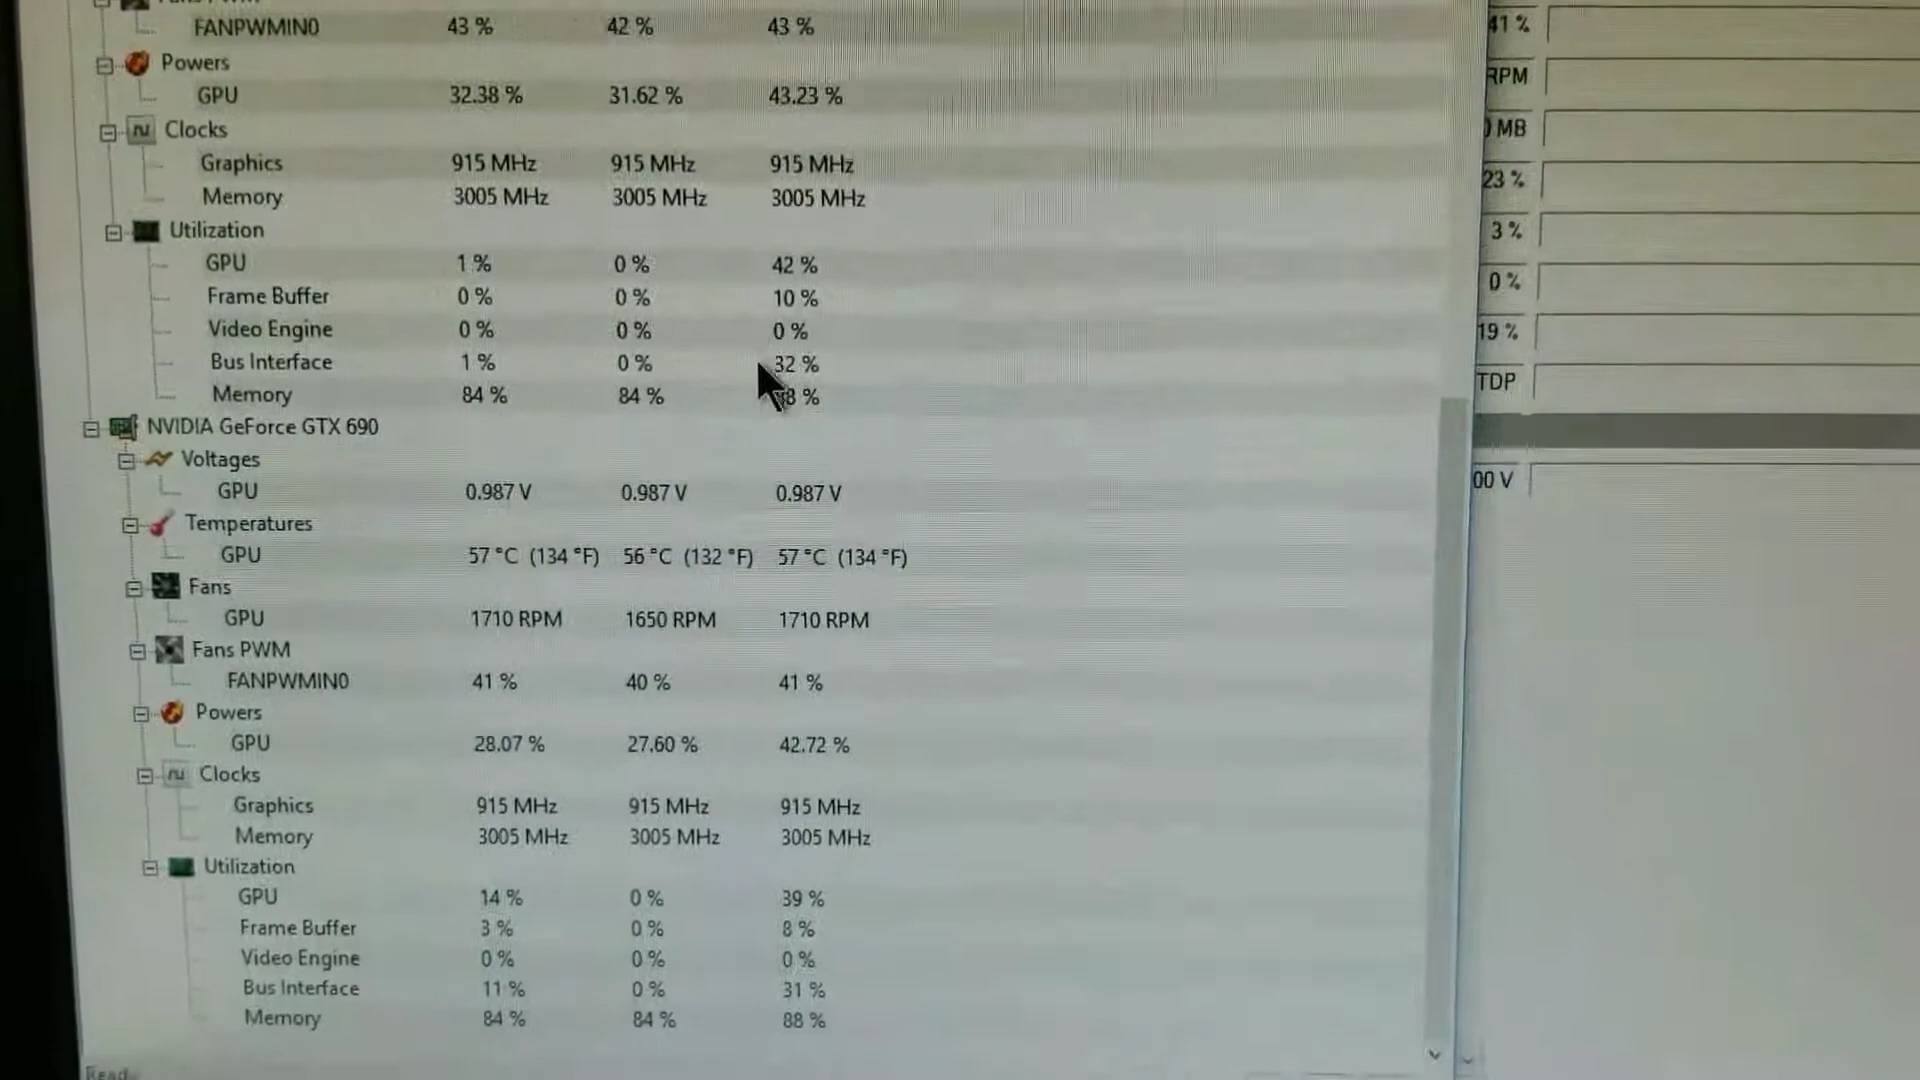 FANPWMIN0 43 % 42 % 43 %
Powers
GPU 32.38 % 31.62 % 43.23 %
Clocks
Graphics 915 MHz 915 MHz 915 MHz
Memory 3005 MHz 3005 MHz 3005 MHz
Utilization
GPU 1 % 0 % 42 %
Frame Buffer 0 % 0 % 10 %
Video Engine 0 % 0 % 0 %
Bus Interface 1 % 0 % 32 %
Memory 84 % 84 % 8 %
NVIDIA GeForce GTX 690
Voltages
GPU 0.987 V 0.987 V 0.987 V
Temperatures
GPU 57 °C (134 °F) 56 °C (132 °F) 57 °C (134 °F)
Fans
GPU 1710 RPM 1650 RPM 1710 RPM
Fans PWM
FANPWMIN0 41 % 40 % 41 %
Powers
GPU 28.07 % 27.60 % 42.72 %
Clocks
Graphics 915 MHz 915 MHz 915 MHz
Memory 3005 MHz 3005 MHz 3005 MHz
Utilization
GPU 14 % 0 % 39 %
Frame Buffer 3 % 0 % 8 %
Video Engine 0 % 0 % 0 %
Bus Interface 11 % 0 % 31 %
Memory 84 % 84 % 88 %
Ready
41 %
RPM
0 MB
23 %
3 %
0 %
19 %
TDP
00 V